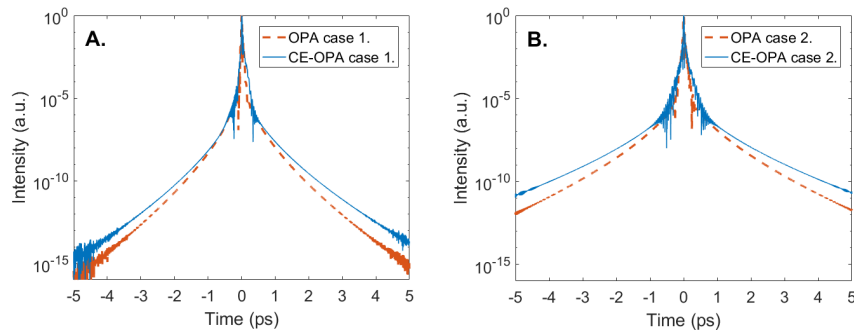 A.
OPA case 1.
CE-OPA case 1.
10^0
10^-5
10^-10
10^-15
Intensity (a.u.)
-5 -4 -3 -2 -1 0 1 2 3 4 5
Time (ps)
B.
OPA case 2.
CE-OPA case 2.
10^0
10^-5
10^-10
10^-15
Intensity (a.u.)
-5 -4 -3 -2 -1 0 1 2 3 4 5
Time (ps)